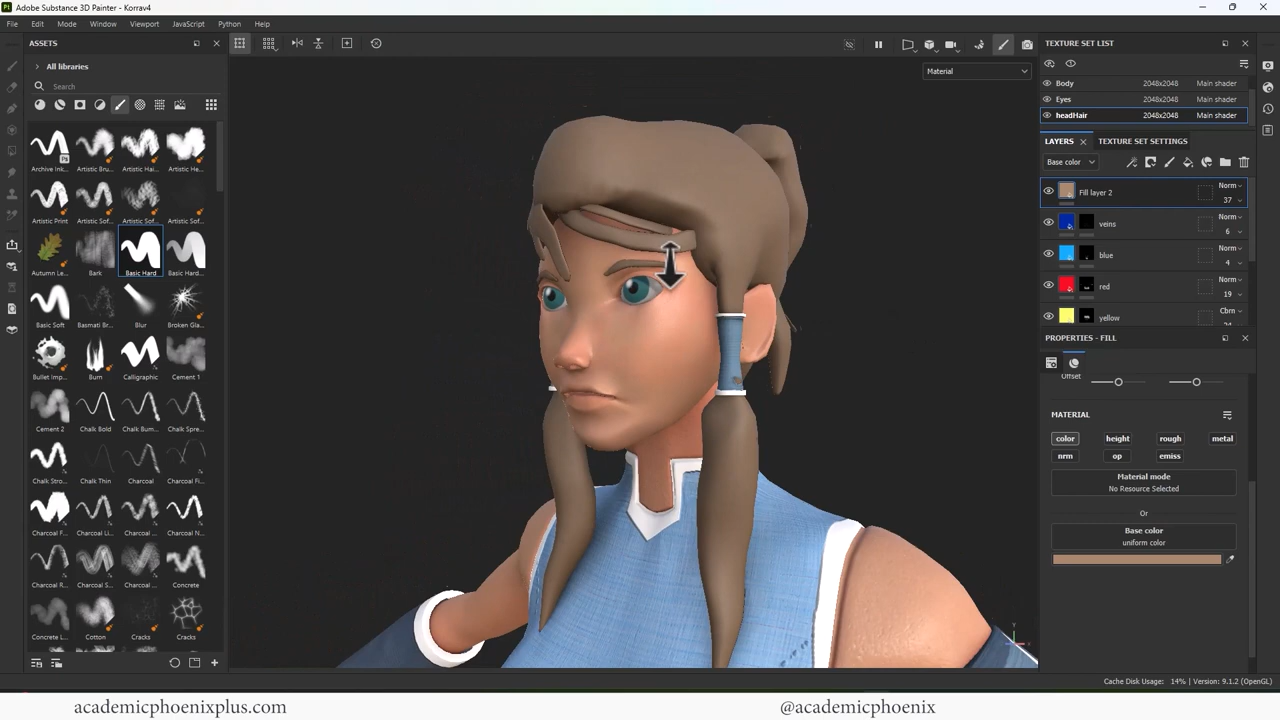 Adobe Substance 3D Painter - Korrav4
File Edit Mode Window Viewport JavaScript Python Help
ASSETS
All libraries
Search
Archive Ink... Artistic Bru... Artistic Hai... Artistic He...
Artistic Print Artistic Sof... Artistic Sof... Artistic Sof...
Autumn Le... Bark Basic Hard Basic Hard...
Basic Soft Basmati Br... Blur Broken Gla...
Bullet Imp... Burn Calligraphic Cement 1
Cement 2 Chalk Bold Chalk Bum... Chalk Spre...
Chalk Stro... Chalk Thin Charcoal Charcoal Fi...
Charcoal F... Charcoal Li... Charcoal M... Charcoal N...
Charcoal R... Charcoal S... Charcoal ... Concrete
Concrete L... Cotton Cracks Cracks
Material
TEXTURE SET LIST
Body 2048x2048 Main shader
Eyes 2048x2048 Main shader
headHair 2048x2048 Main shader
LAYERS TEXTURE SET SETTINGS
Base color
Fill layer 2 Norm 37
veins Norm 6
blue Norm 4
red Norm 19
yellow Cbrn
PROPERTIES - FILL
Offset
MATERIAL
color height rough metal
nrm op emiss
Material mode
No Resource Selected
Or
Base color
uniform color
Cache Disk Usage: 14% | Version: 9.1.2 (OpenGL)
academicphoenixplus.com @academicphoenix